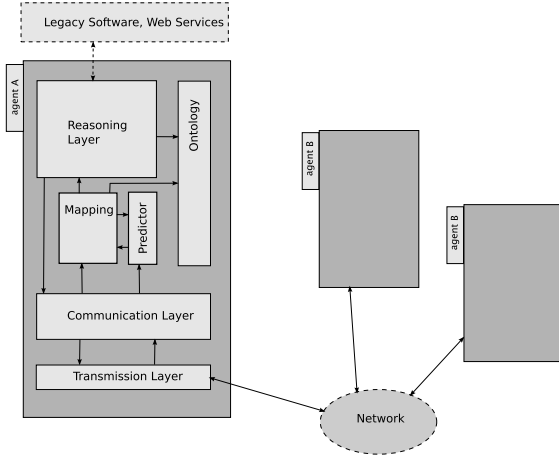 Legacy Software, Web Services
agent A
Reasoning
Layer
Ontology
Mapping
Predictor
Communication Layer
Transmission Layer
agent B
agent B
Network